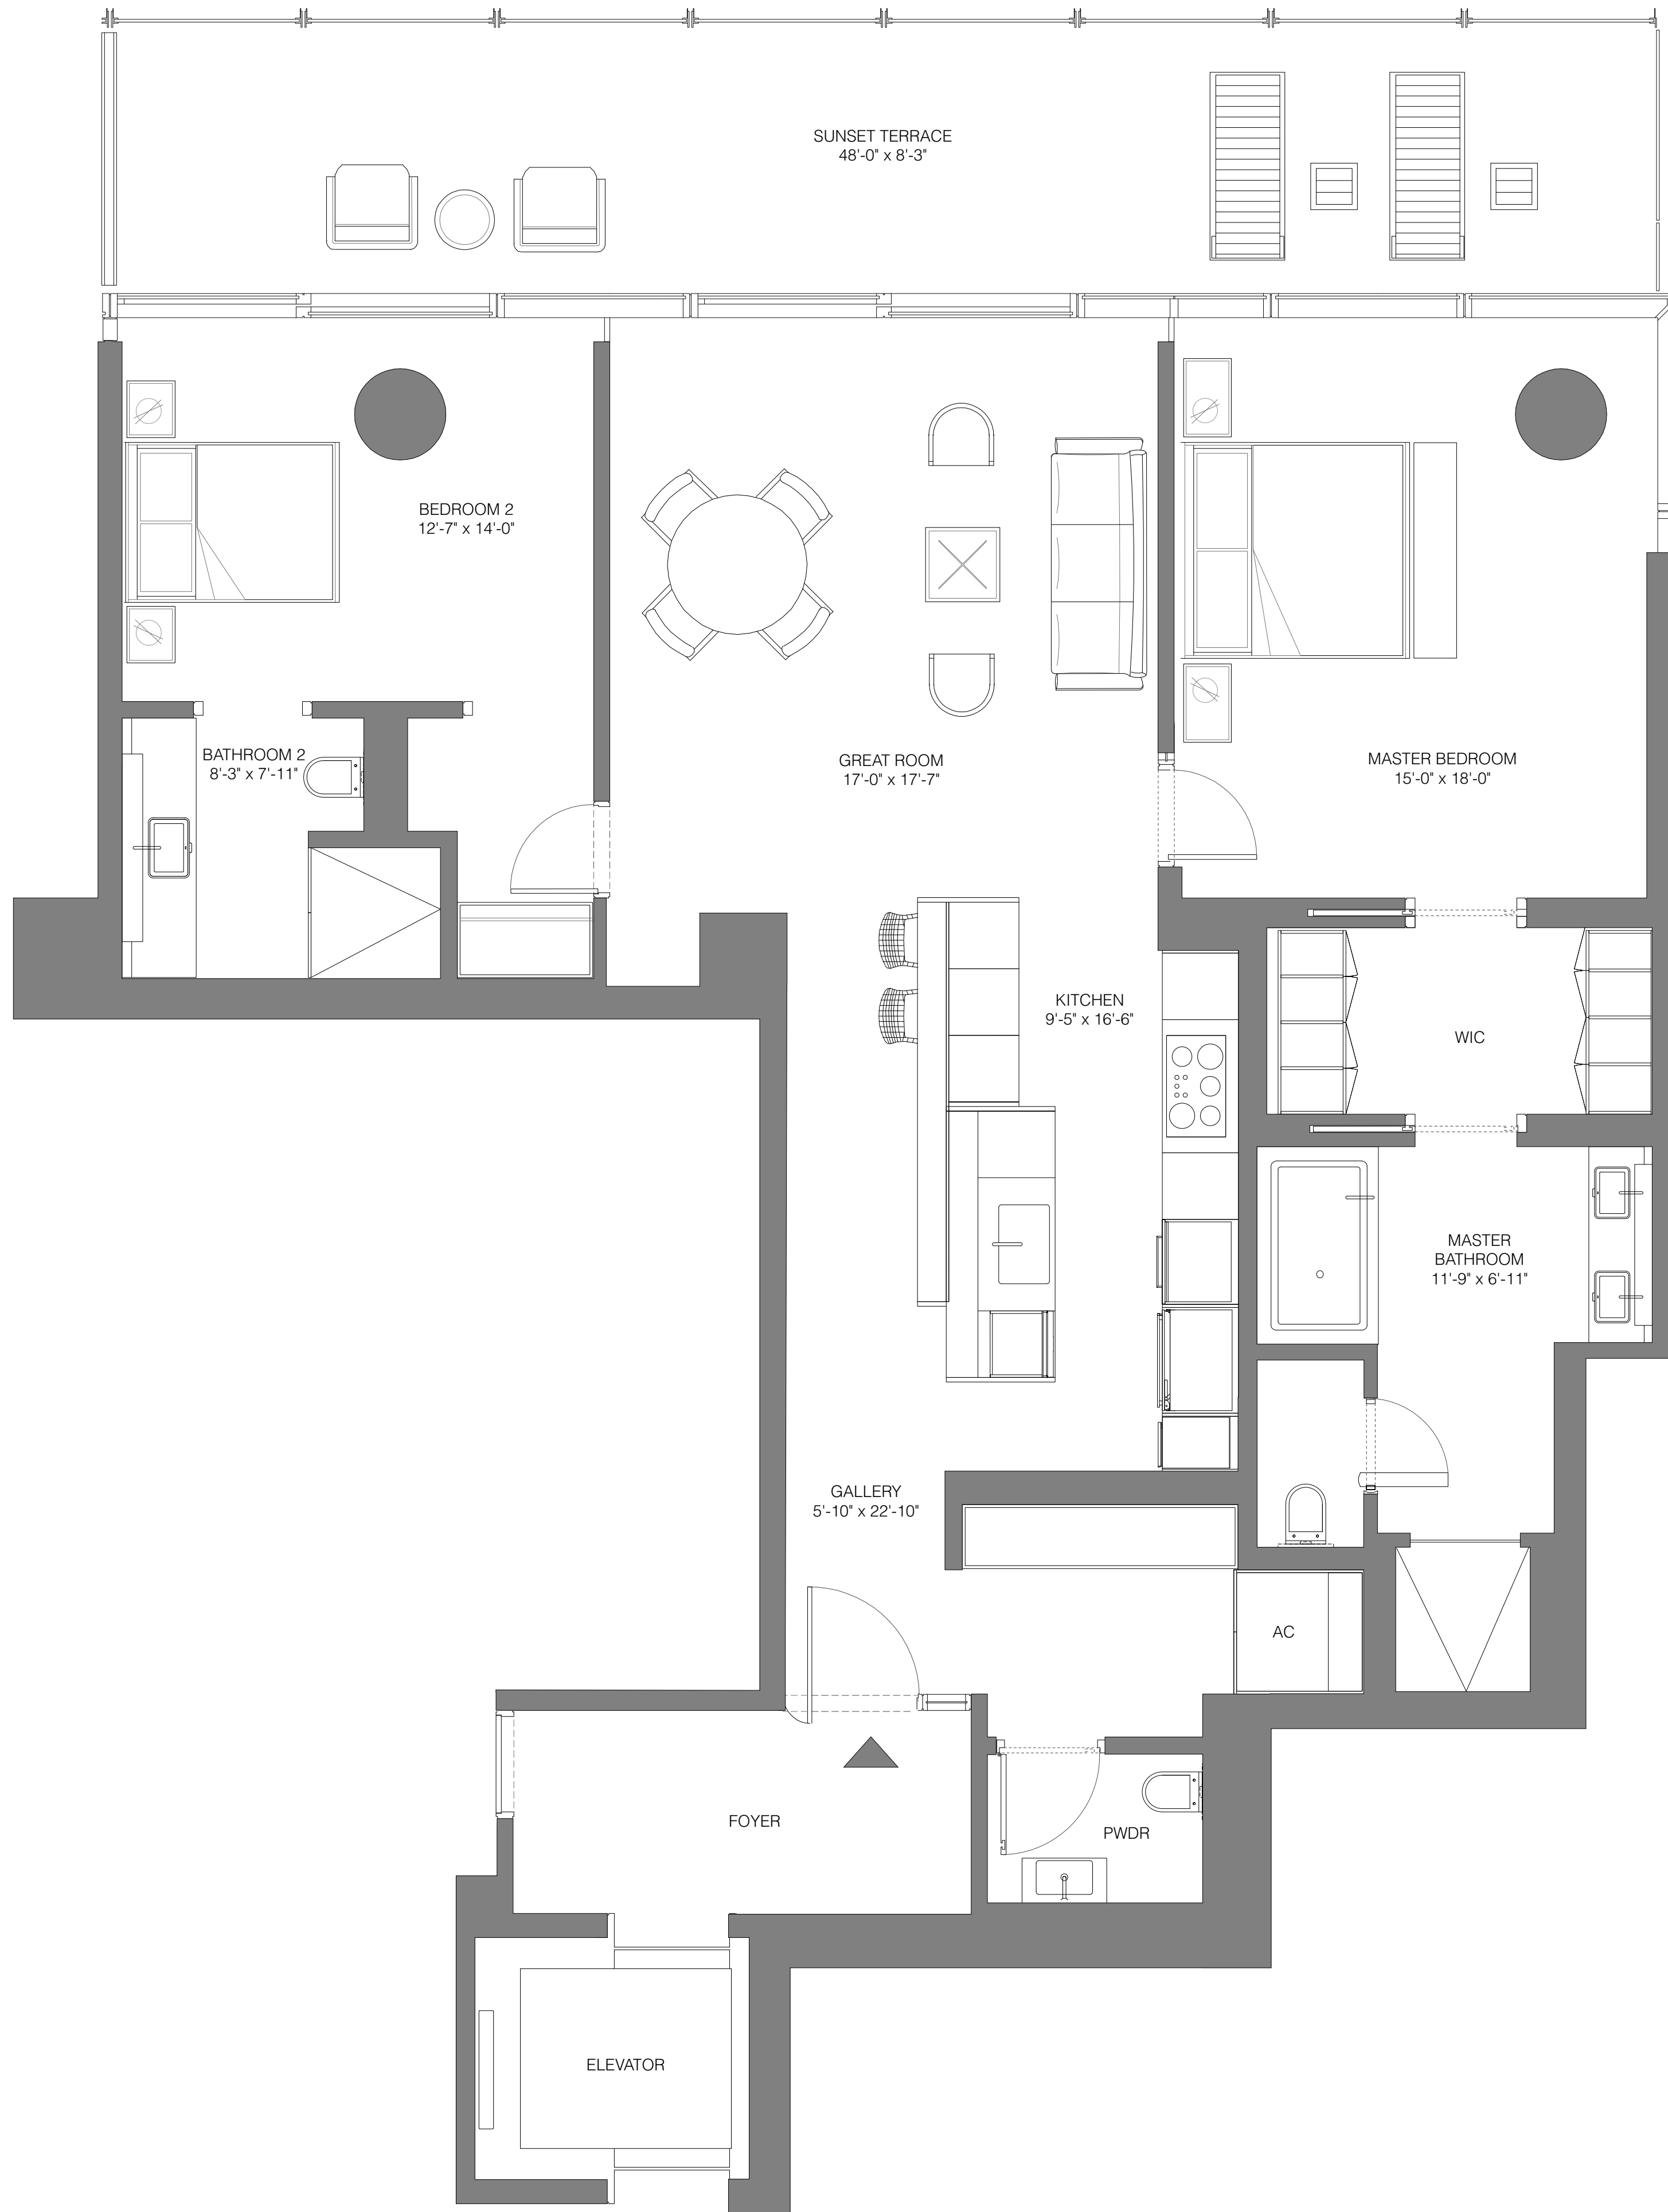 SUNSET TERRACE
48'-0" x 8'-3"
BEDROOM 2
12'-7" x 14'-0"
BATHROOM 2
8'-3" x 7'-11"
GREAT ROOM
17'-0" x 17'-7"
MASTER BEDROOM
15'-0" x 18'-0"
KITCHEN
9'-5" x 16'-6"
WIC
MASTER
BATHROOM
11'-9" x 6'-11"
GALLERY
5'-10" x 22'-10"
AC
FOYER
PWDR
ELEVATOR